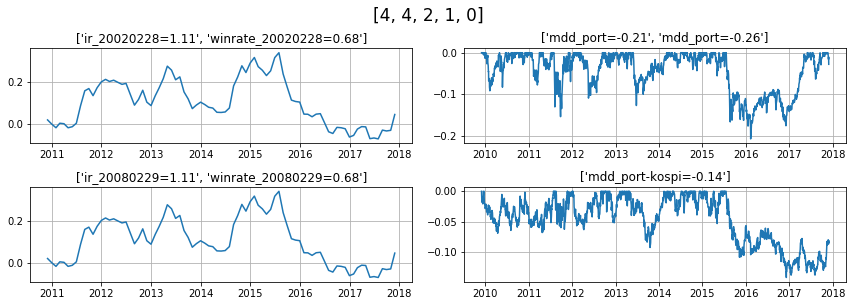 [4, 4, 2, 1, 0]
['ir_20020228=1.11', 'winrate_20020228=0.68']
0.2
0.0
2011 2012 2013 2014 2015 2016 2017 2018
['mdd_port=-0.21', 'mdd_port=-0.26']
0.0
−0.1
−0.2
2010 2011 2012 2013 2014 2015 2016 2017 2018
['ir_20080229=1.11', 'winrate_20080229=0.68']
0.2
0.0
2011 2012 2013 2014 2015 2016 2017 2018
['mdd_port-kospi=-0.14']
0.00
−0.05
−0.10
2010 2011 2012 2013 2014 2015 2016 2017 2018